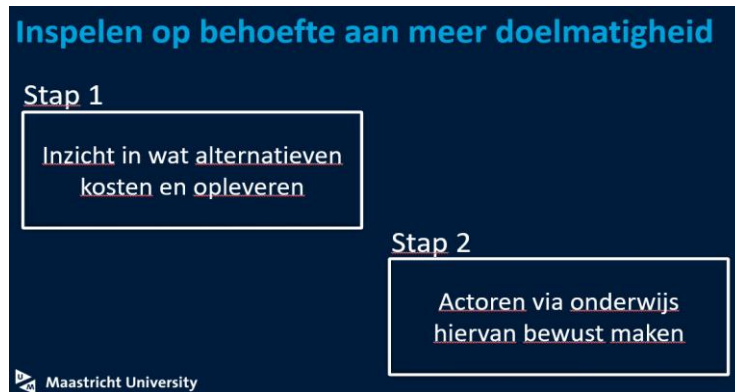 Inspelen op behoefte aan meer doelmatigheid
Stap 1
Inzicht in wat alternatieven
kosten en opleveren
Stap 2
Actoren via onderwijs
hiervan bewust maken
UM Maastricht University